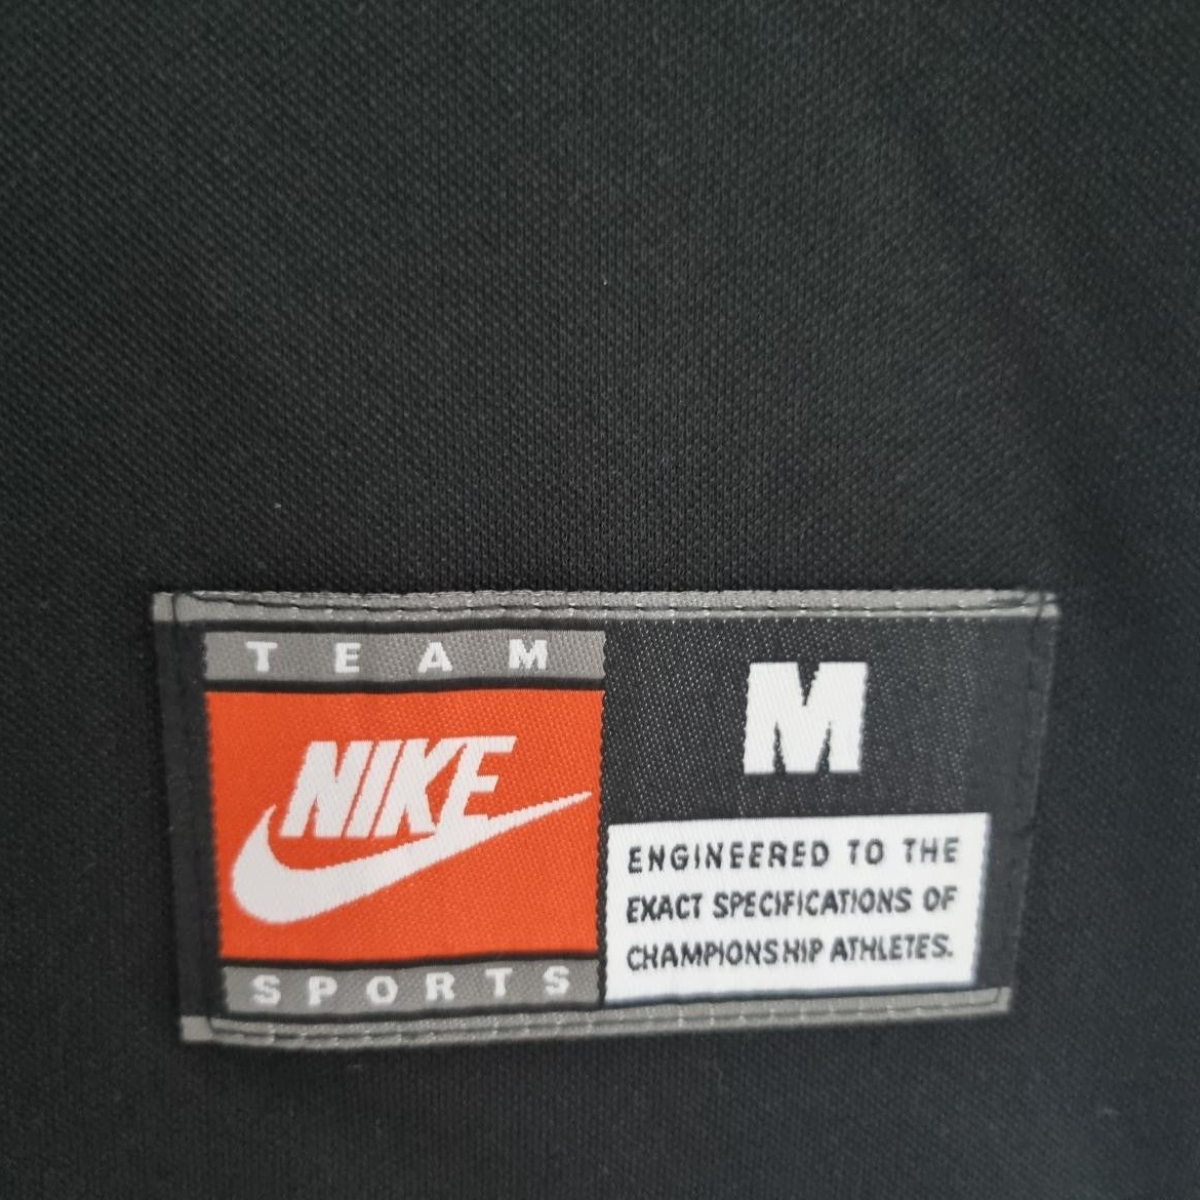 TEAM
NIKE
SPORTS
M
ENGINEERED TO THE
EXACT SPECIFICATIONS OF
CHAMPIONSHIP ATHLETES.